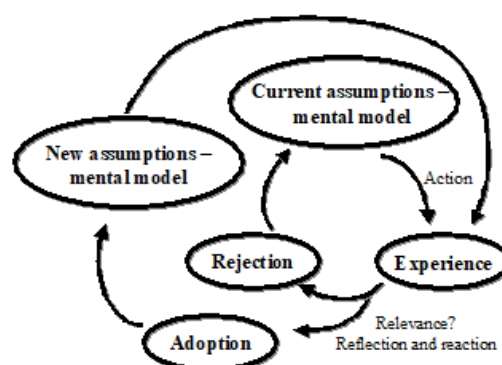 Current assumptions –
mental model
New assumptions –
mental model
Action
Rejection
Experience
Relevance?
Reflection and reaction
Adoption